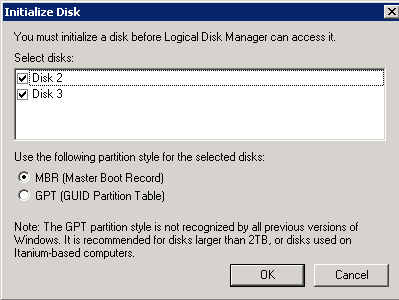 Initialize Disk
You must initialize a disk before Logical Disk Manager can access it.
Select disks:
Disk 2
Disk 3
Use the following partition style for the selected disks:
MBR (Master Boot Record)
GPT (GUID Partition Table)
Note: The GPT partition style is not recognized by all previous versions of
Windows. It is recommended for disks larger than 2TB, or disks used on
Itanium-based computers.
OK
Cancel